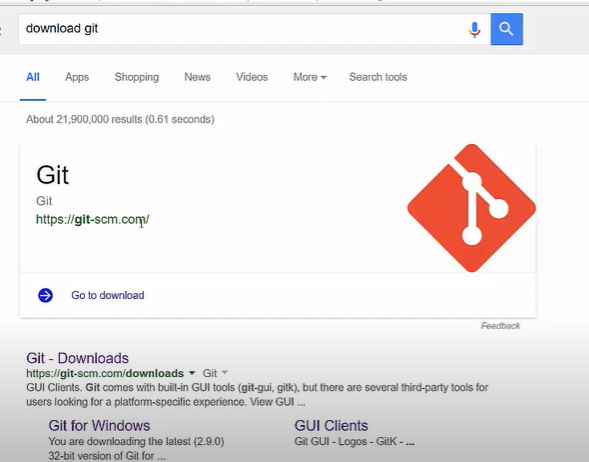 download git
All Apps Shopping News Videos More Search tools
About 21,900,000 results (0.61 seconds)
Git
Git
https://git-scm.com/
Go to download
Feedback
Git - Downloads
https://git-scm.com/downloads Git
GUI Clients. Git comes with built-in GUI tools (git-gui, gitk), but there are several third-party tools for
users looking for a platform-specific experience. View GUI ...
Git for Windows
You are downloading the latest (2.9.0)
32-bit version of Git for ...
GUI Clients
Git GUI - Logos - GitK - ...